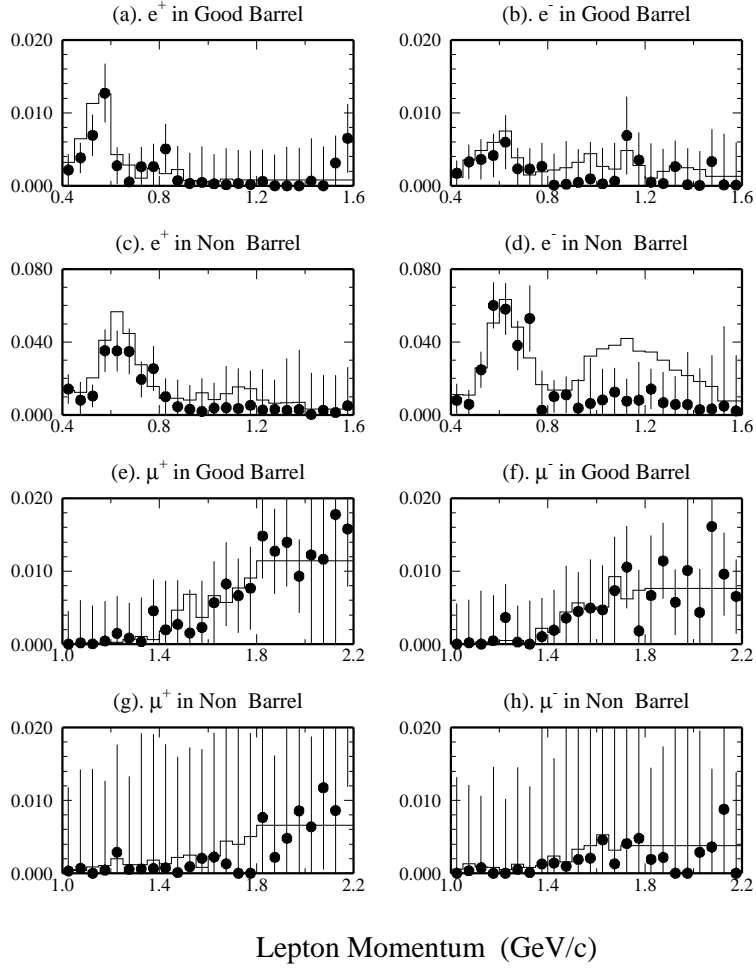 (a). e⁺ in Good Barrel
(b). e⁻ in Good Barrel
0.020
0.010
0.000
0.4 0.8 1.2 1.6
0.020
0.010
0.000
0.4 0.8 1.2 1.6
(c). e⁺ in Non Barrel
(d). e⁻ in Non Barrel
0.080
0.040
0.000
0.4 0.8 1.2 1.6
0.080
0.040
0.000
0.4 0.8 1.2 1.6
(e). μ⁺ in Good Barrel
(f). μ⁻ in Good Barrel
0.020
0.010
0.000
1.0 1.4 1.8 2.2
0.020
0.010
0.000
1.0 1.4 1.8 2.2
(g). μ⁺ in Non Barrel
(h). μ⁻ in Non Barrel
0.020
0.010
0.000
1.0 1.4 1.8 2.2
0.020
0.010
0.000
1.0 1.4 1.8 2.2
Lepton Momentum (GeV/c)